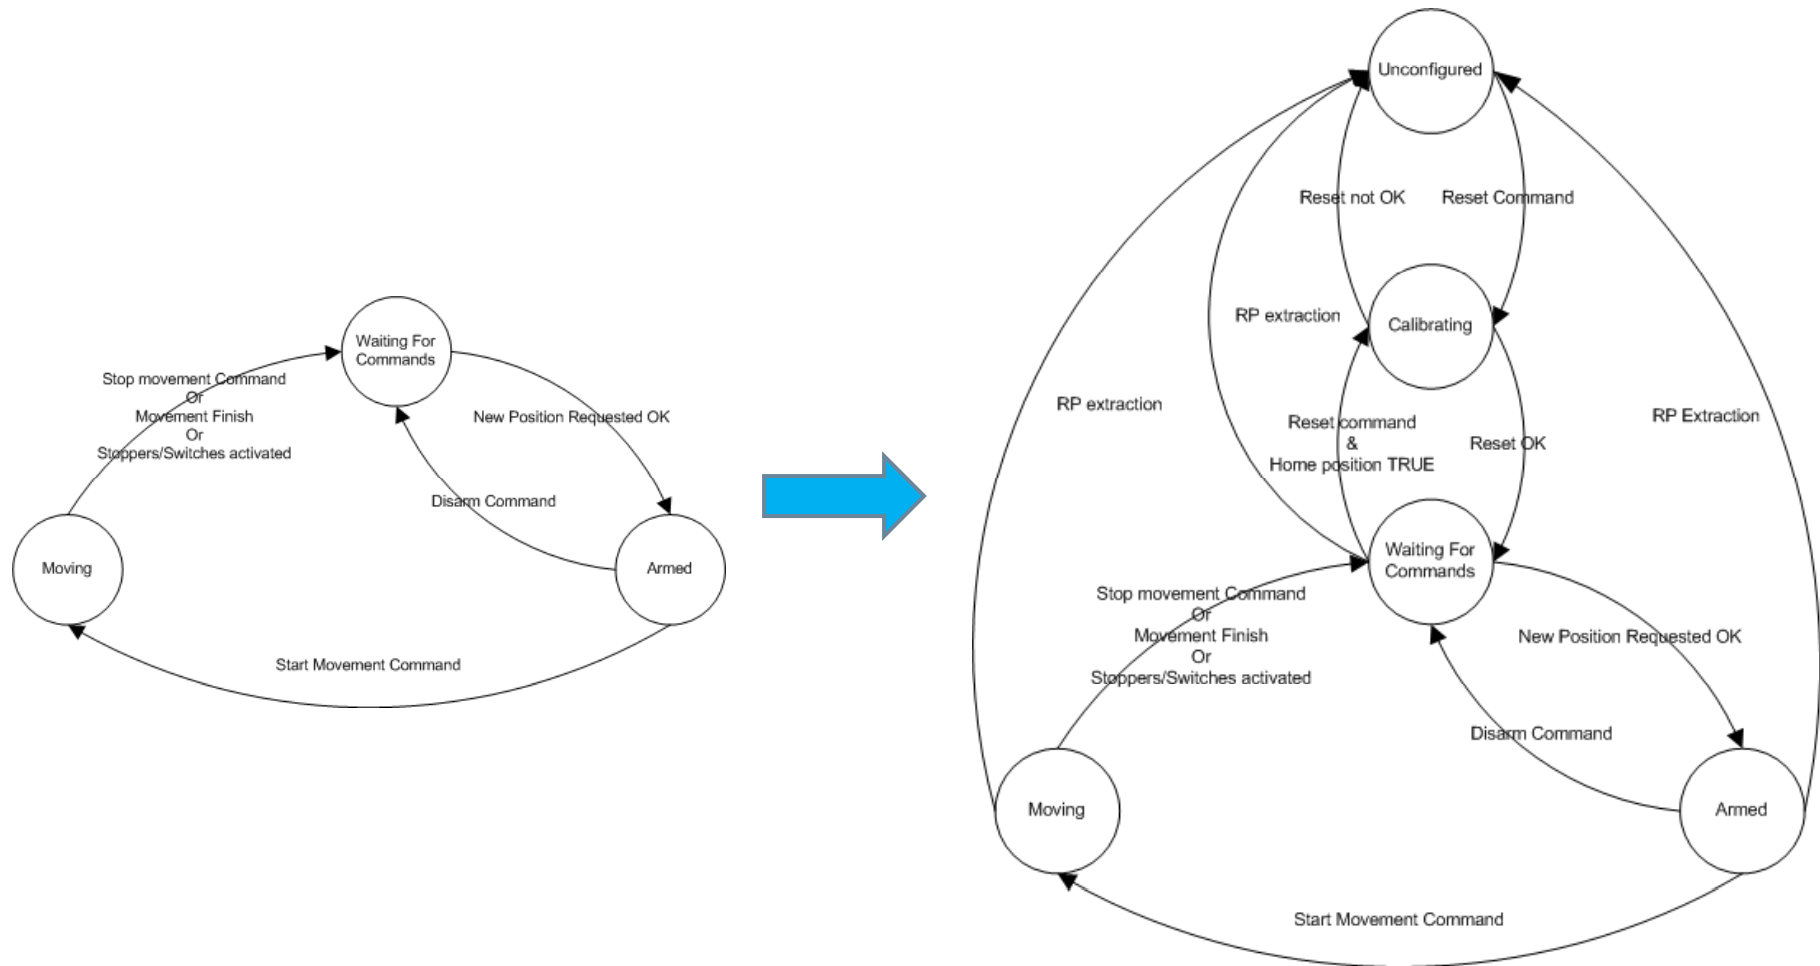 Waiting For
Commands
Stop movement Command
Or
Movement Finish
Or
Stoppers/Switches activated
New Position Requested OK
Disarm Command
Moving
Armed
Start Movement Command
Unconfigured
Reset not OK
Reset Command
RP extraction
Calibrating
RP extraction
RP Extraction
Reset command
&
Home position TRUE
Reset OK
Waiting For
Commands
Stop movement Command
Or
Movement Finish
Or
Stoppers/Switches activated
New Position Requested OK
Disarm Command
Moving
Armed
Start Movement Command